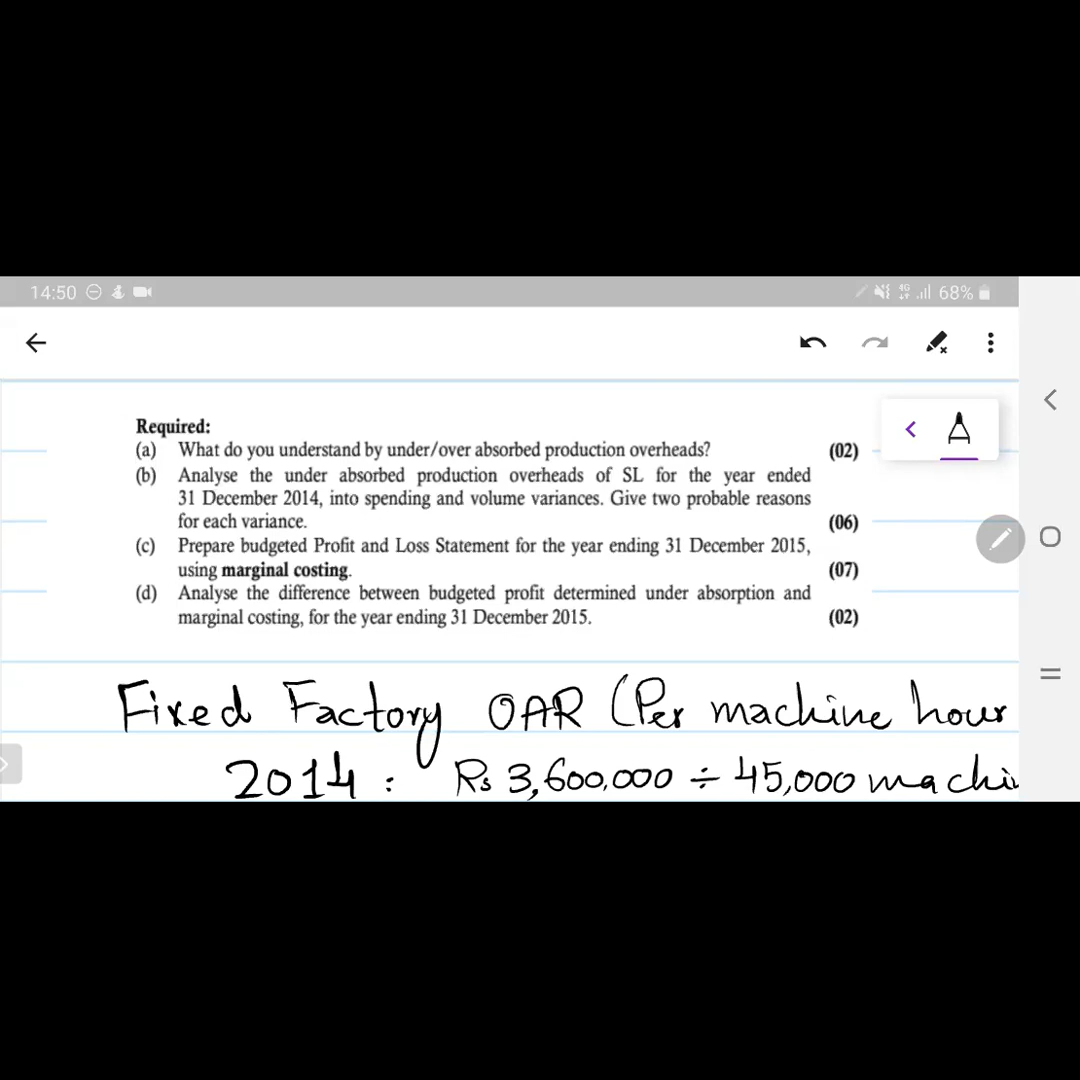 14:50
4G 68%
Required:
(a) What do you understand by under/over absorbed production overheads? (02)
(b) Analyse the under absorbed production overheads of SL for the year ended
31 December 2014, into spending and volume variances. Give two probable reasons
for each variance. (06)
(c) Prepare budgeted Profit and Loss Statement for the year ending 31 December 2015,
using marginal costing. (07)
(d) Analyse the difference between budgeted profit determined under absorption and
marginal costing, for the year ending 31 December 2015. (02)
Fixed Factory OAR (Per machine hour
2014 : Rs 3,600,000 ÷ 45,000 machin